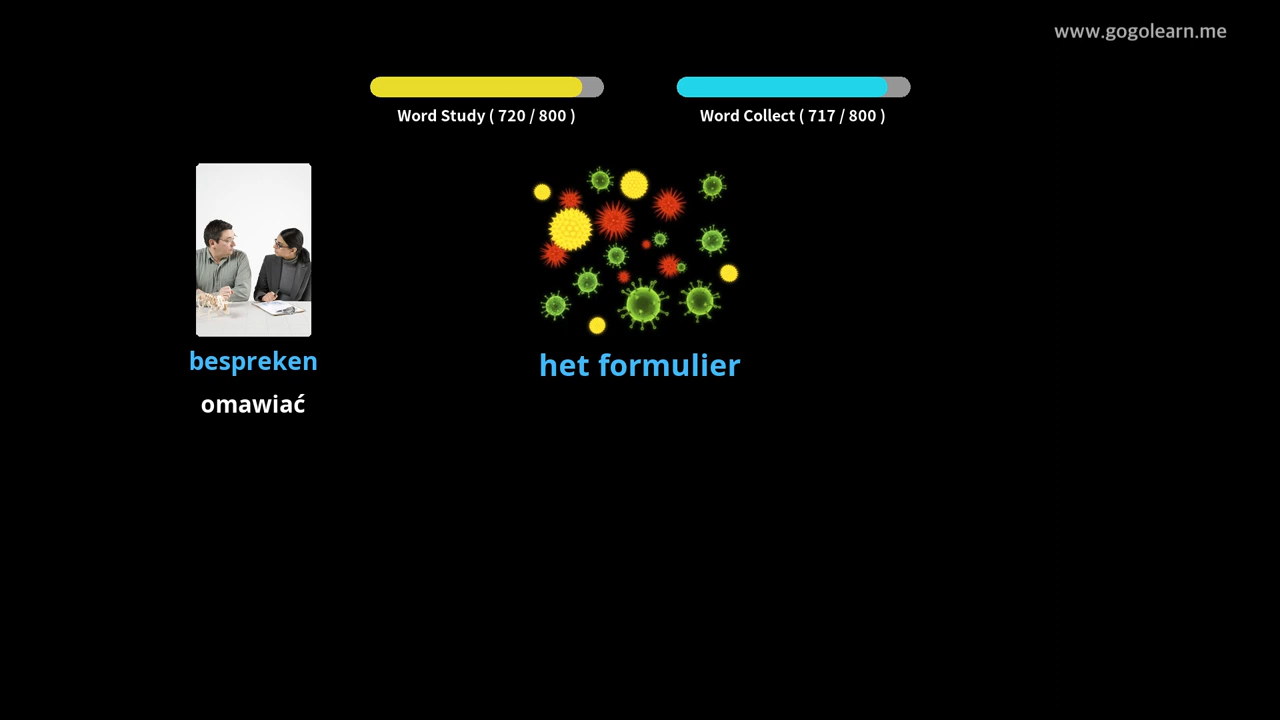 www.gogolearn.me
Word Study ( 720 / 800 )
Word Collect ( 717 / 800 )
bespreken
omawiać
het formulier